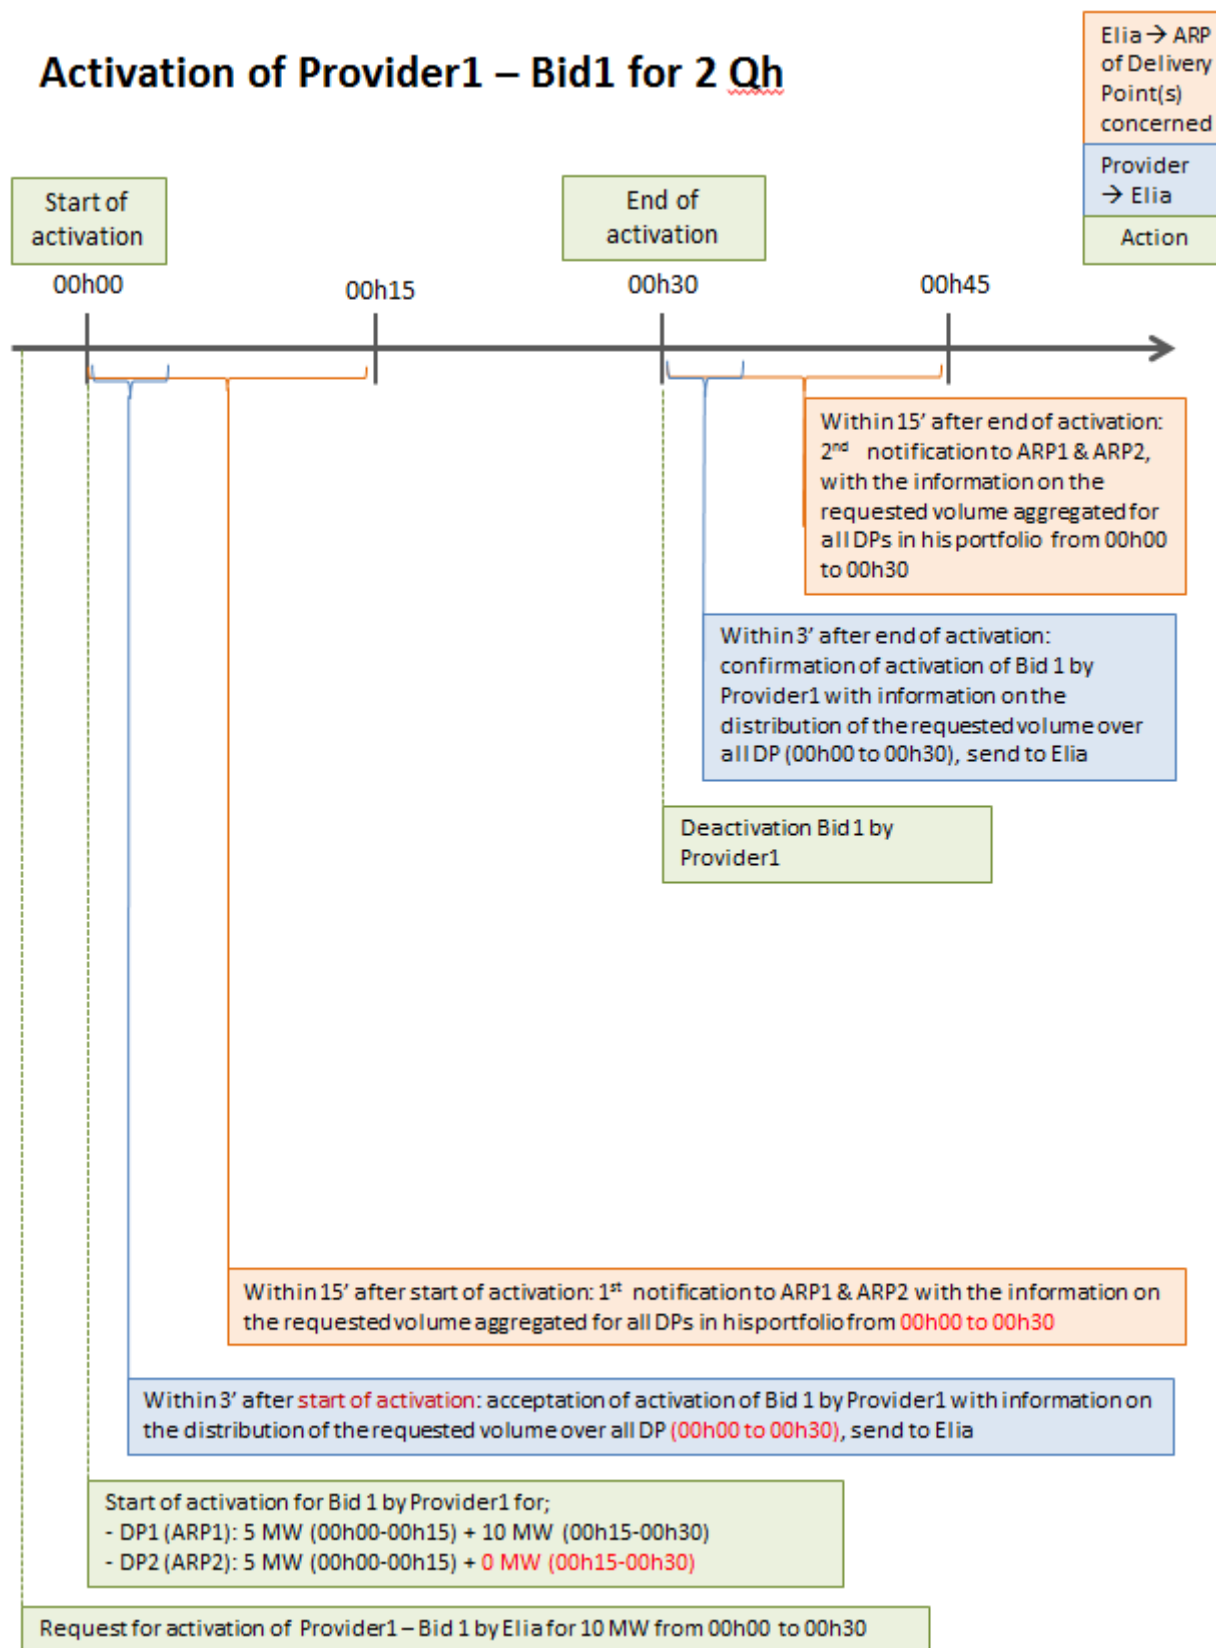 Activation of Provider1 – Bid1 for 2 Qh
Elia → ARP
of Delivery
Point(s)
concerned
Provider
→ Elia
Action
Start of
activation
End of
activation
00h00
00h15
00h30
00h45
Within 15’ after end of activation:
2nd notification to ARP1 & ARP2,
with the information on the
requested volume aggregated for
all DPs in his portfolio from 00h00
to 00h30
Within 3’ after end of activation:
confirmation of activation of Bid 1 by
Provider1 with information on the
distribution of the requested volume over
all DP (00h00 to 00h30), send to Elia
Deactivation Bid1 by
Provider1
Within 15’ after start of activation: 1st notification to ARP1 & ARP2 with the information on
the requested volume aggregated for all DPs in hisportfolio from 00h00 to 00h30
Within 3’ after start of activation: acceptation of activation of Bid 1 by Provider1 with information on
the distribution of the requested volume over all DP (00h00 to 00h30), send to Elia
Start of activation for Bid 1 by Provider1 for;
- DP1 (ARP1): 5 MW (00h00-00h15) + 10 MW (00h15-00h30)
- DP2 (ARP2): 5 MW (00h00-00h15) + 0 MW (00h15-00h30)
Request for activation of Provider1 – Bid 1 by Elia for 10 MW from 00h00 to 00h30